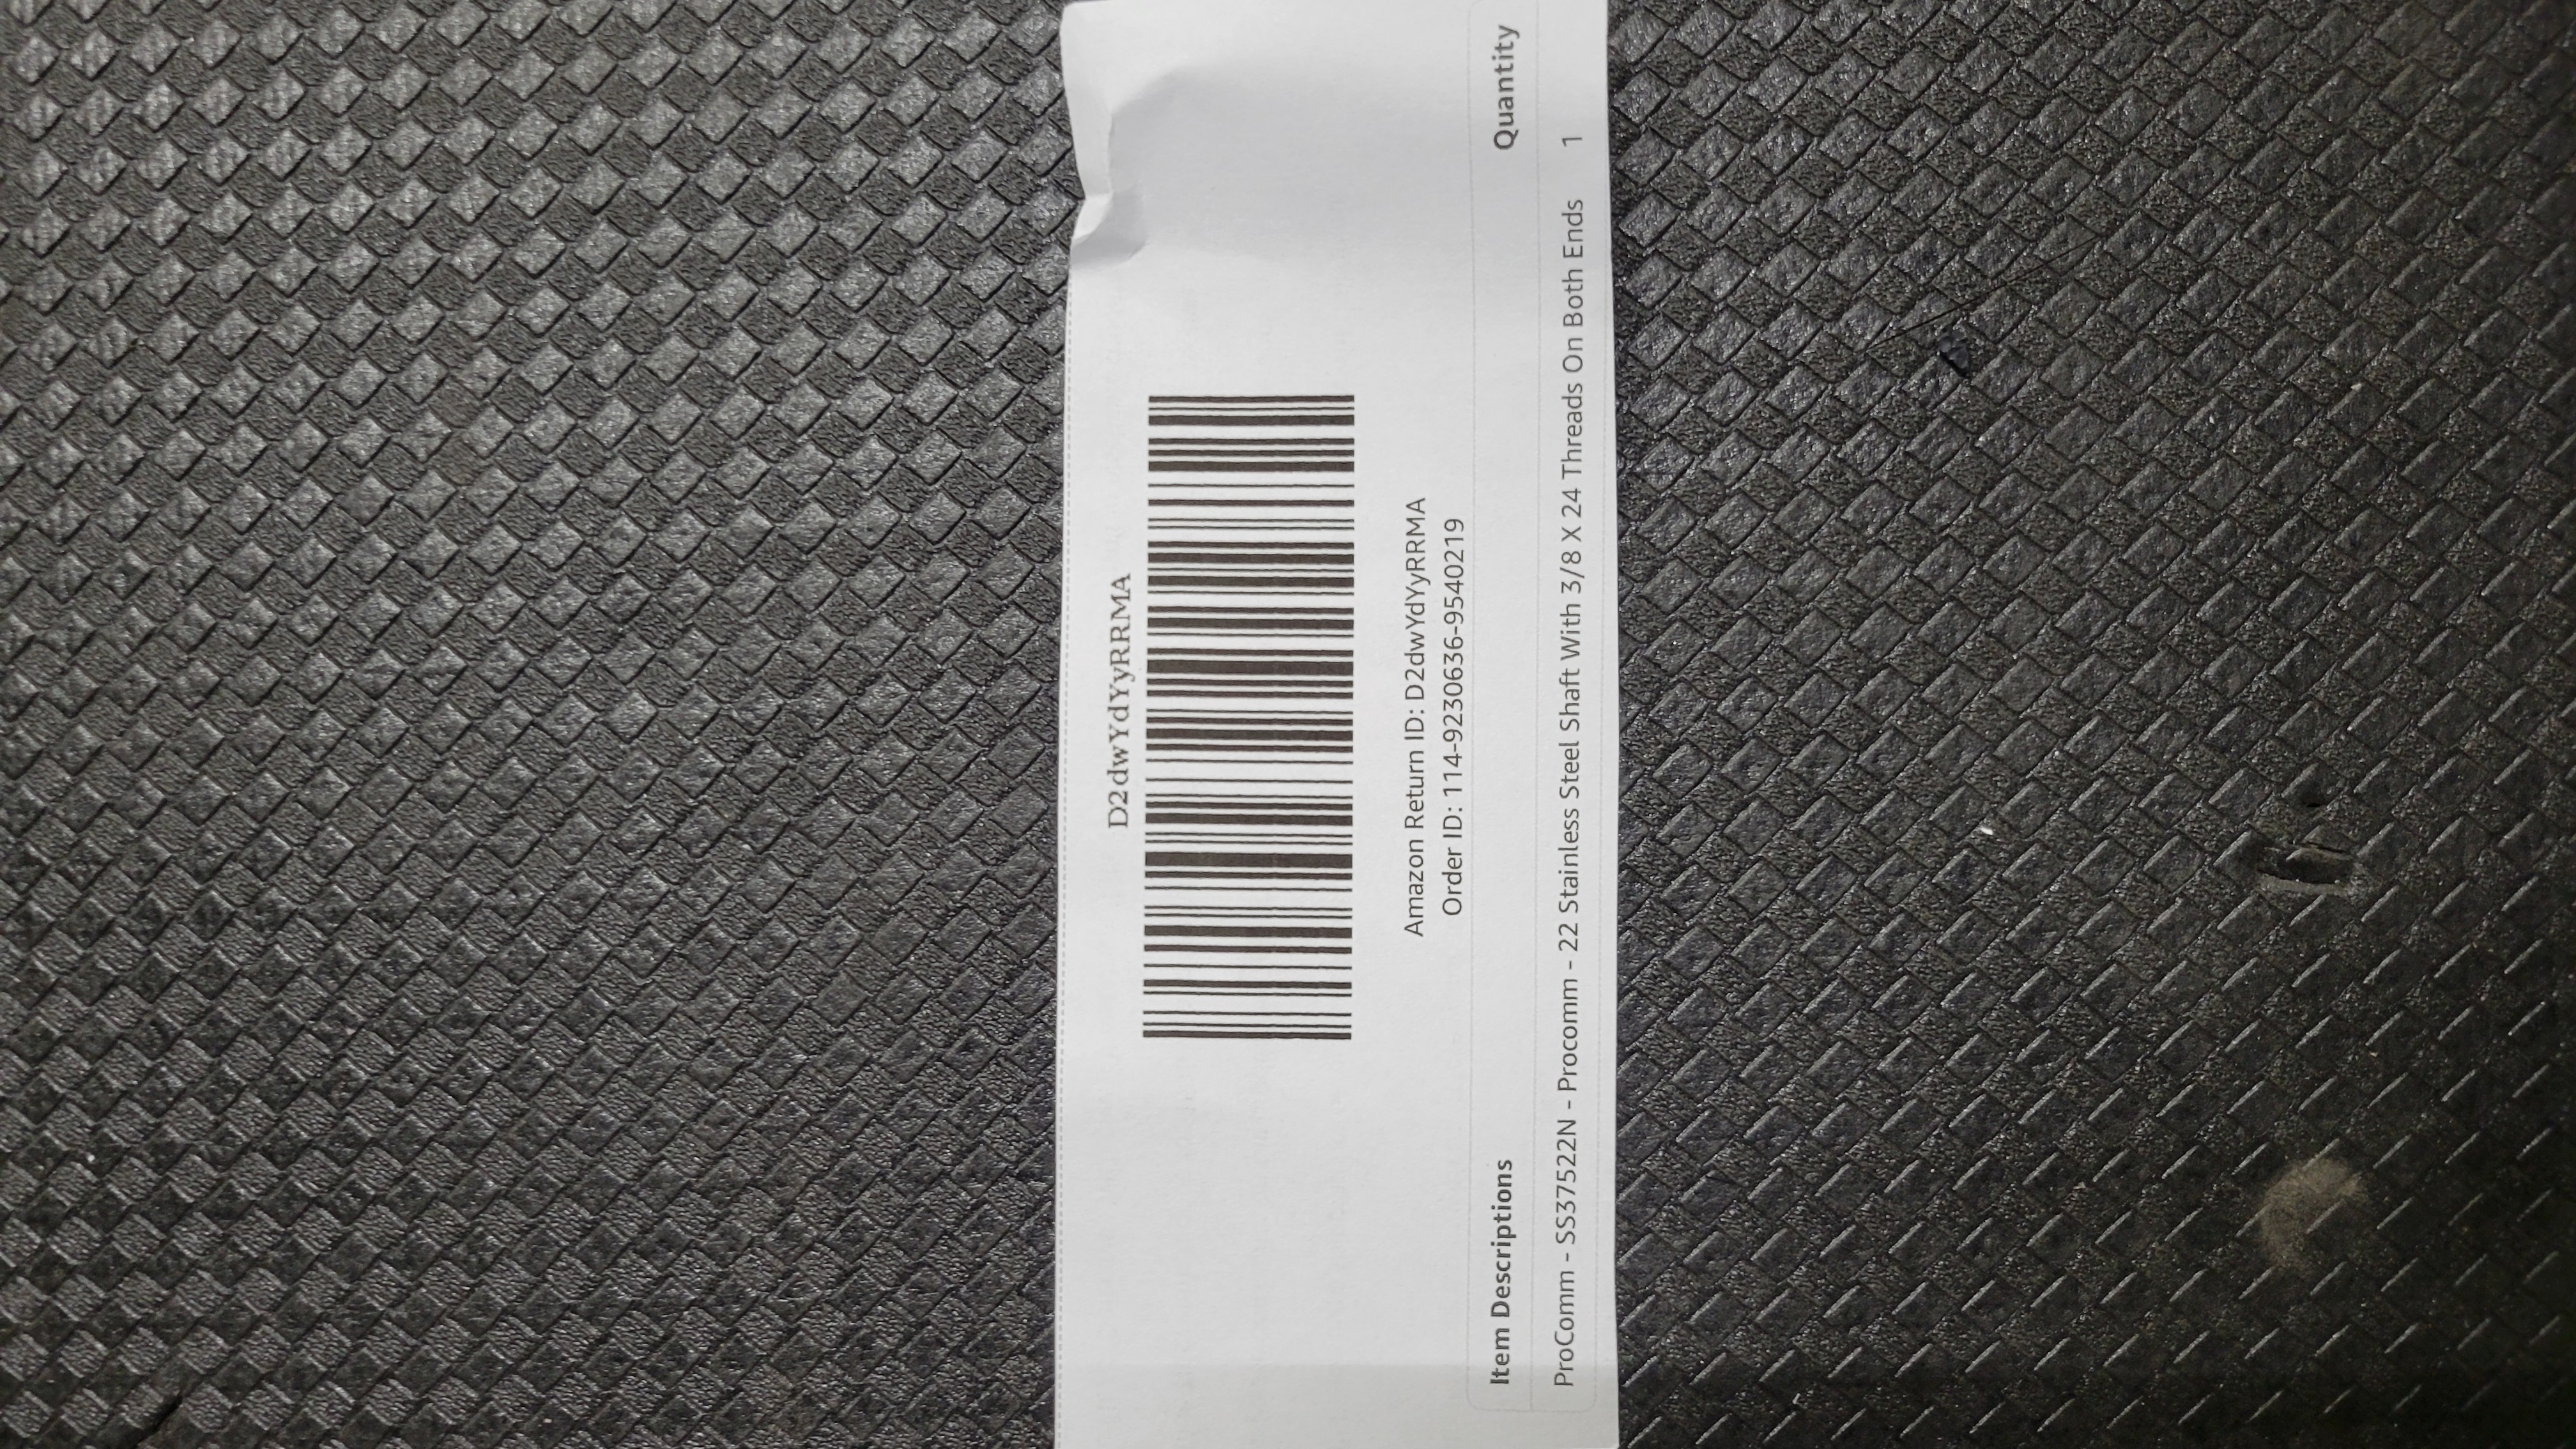 D2dwYdYyRRMA
Amazon Return ID: D2dwYdYyRRMA
Order ID: 114-9230636-9540219
Item Descriptions Quantity
ProComm - SS37522N - Procomm - 22 Stainless Steel Shaft With 3/8 X 24 Threads On Both Ends 1